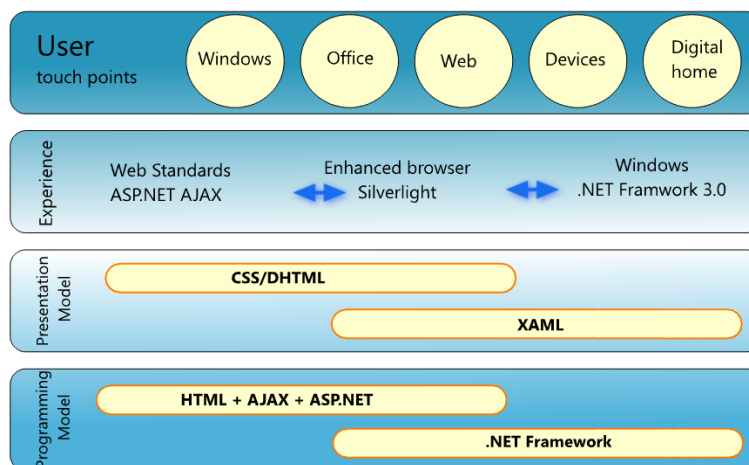 User
touch points
Windows
Office
Web
Devices
Digital
home
Experience
Web Standards
ASP.NET AJAX
Enhanced browser
Silverlight
Windows
.NET Framwork 3.0
Presentation
Model
CSS/DHTML
XAML
Programming
Model
HTML + AJAX + ASP.NET
.NET Framework